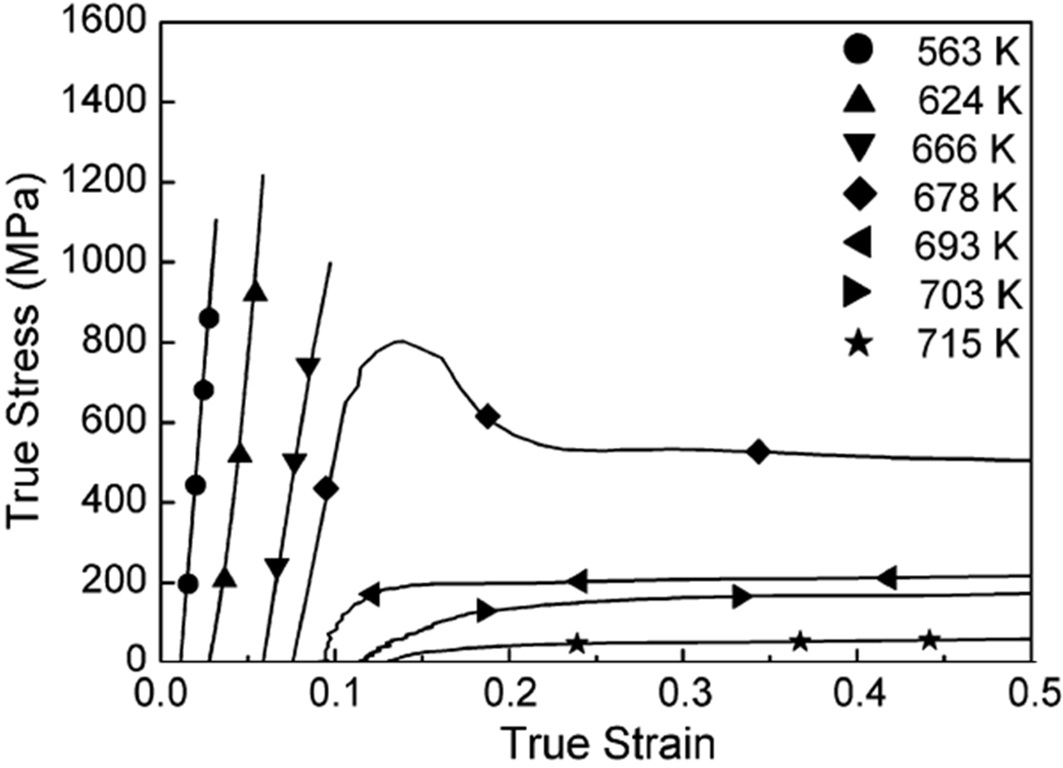 1600
1400
1200
1000
800
600
400
200
0
True Stress (MPa)
563 K
624 K
666 K
678 K
693 K
703 K
715 K
0.0 0.1 0.2 0.3 0.4 0.5
True Strain